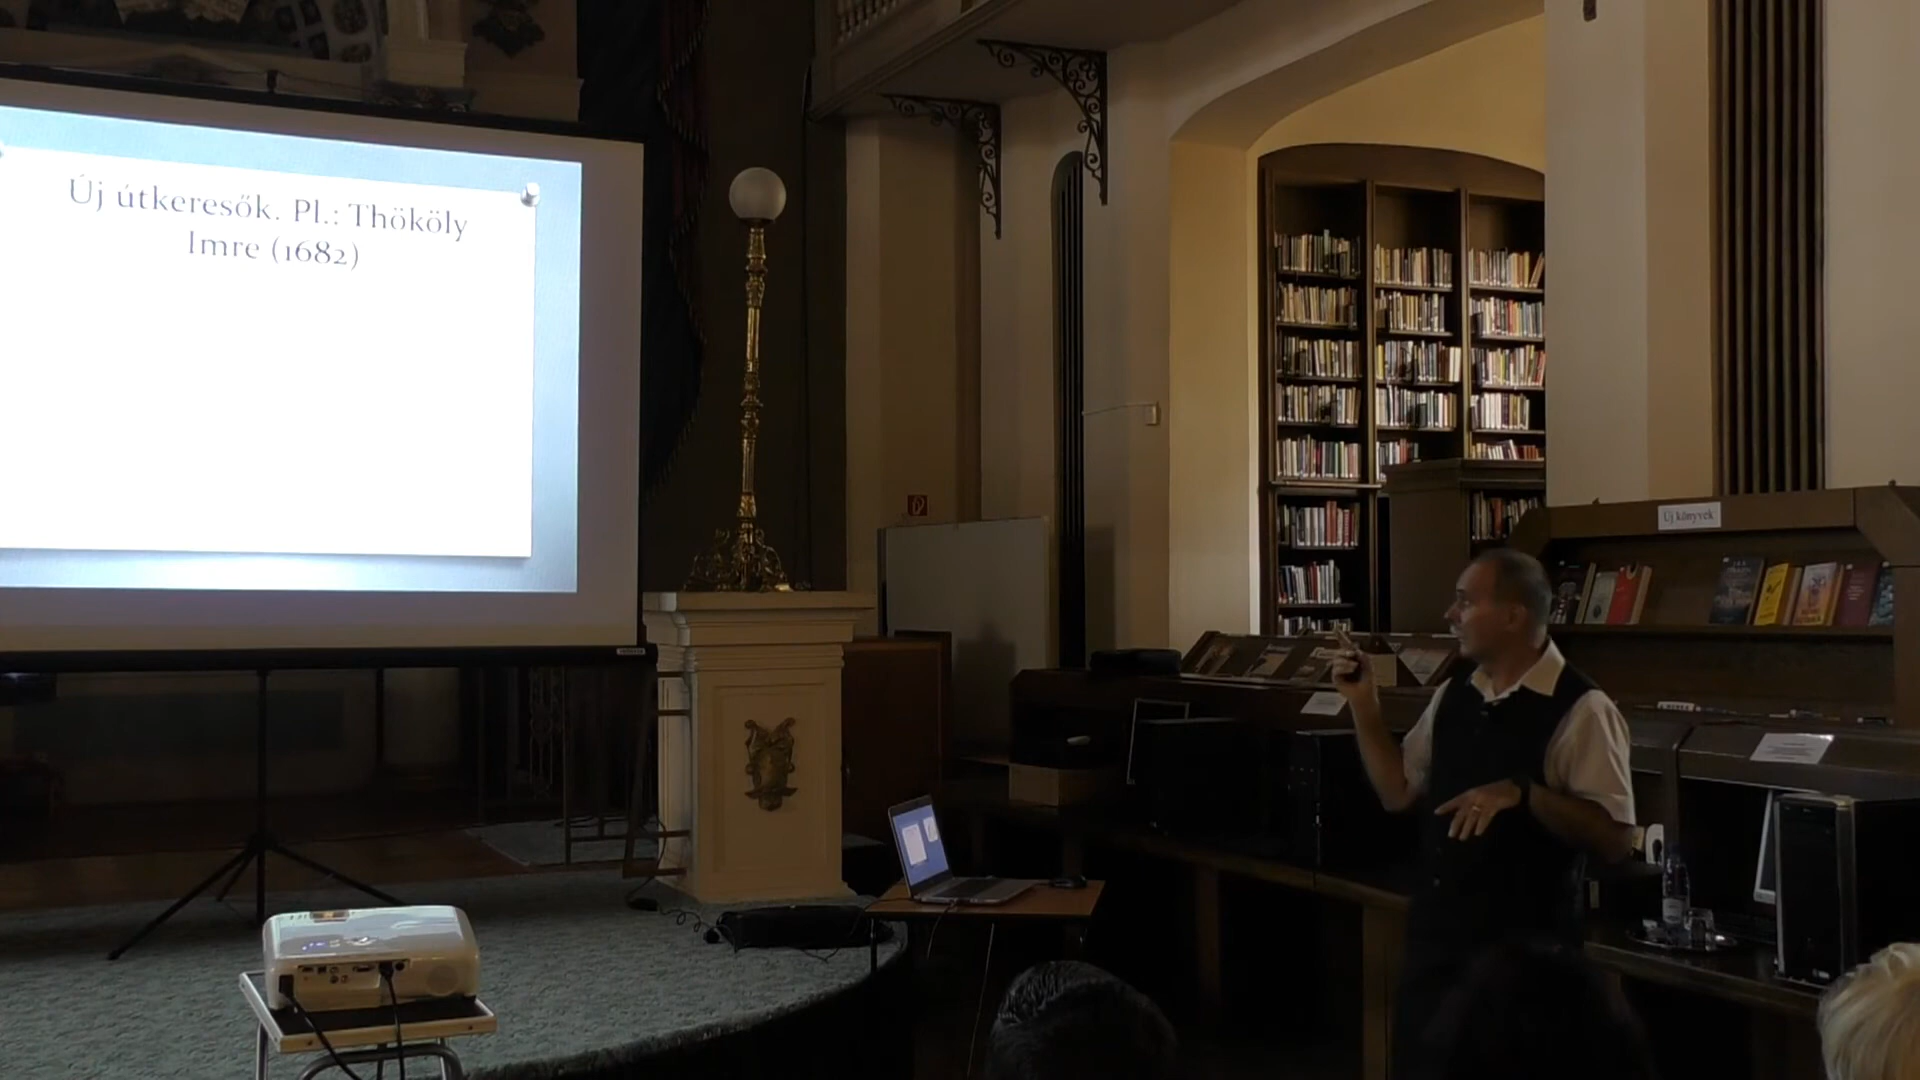 Új útkeresők. Pl.: Thököly
Imre (1682)
Új könyvek